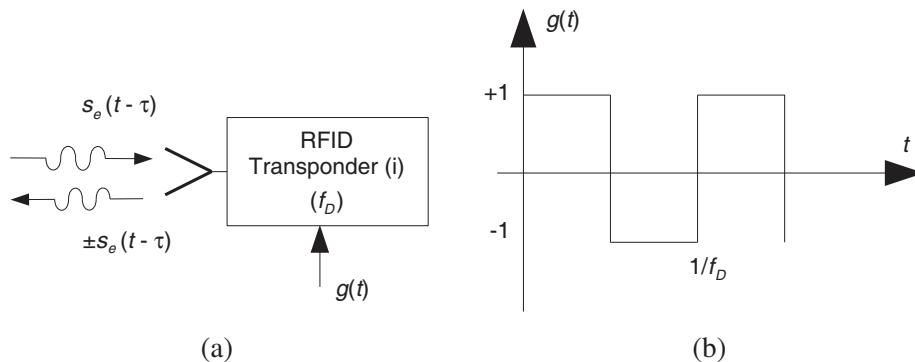 s_e(t - τ)
RFID
Transponder (i)
(f_D)
±s_e(t - τ)
g(t)
(a)
g(t)
+1
t
-1
1/f_D
(b)